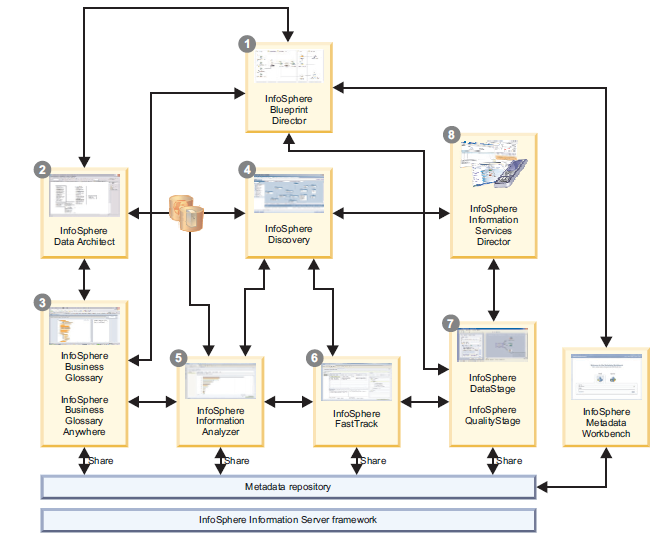 1
InfoSphere
Blueprint
Director
2
InfoSphere
Data Architect
4
InfoSphere
Discovery
8
InfoSphere
Information
Services
Director
3
InfoSphere
Business
Glossary
InfoSphere
Business
Glossary
Anywhere
5
InfoSphere
Information
Analyzer
6
InfoSphere
FastTrack
7
InfoSphere
DataStage
InfoSphere
QualityStage
InfoSphere
Metadata
Workbench
Share
Share
Share
Share
Metadata repository
InfoSphere Information Server framework